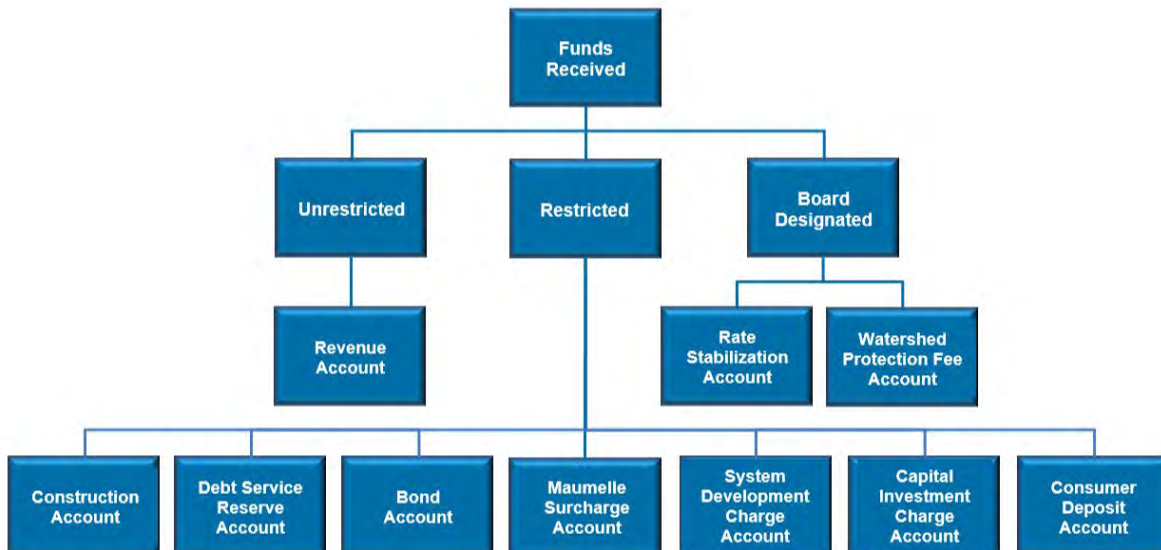 Funds
Received
Unrestricted
Restricted
Board
Designated
Revenue
Account
Rate
Stabilization
Account
Watershed
Protection Fee
Account
Construction
Account
Debt Service
Reserve
Account
Bond
Account
Maumelle
Surcharge
Account
System
Development
Charge
Account
Capital
Investment
Charge
Account
Consumer
Deposit
Account